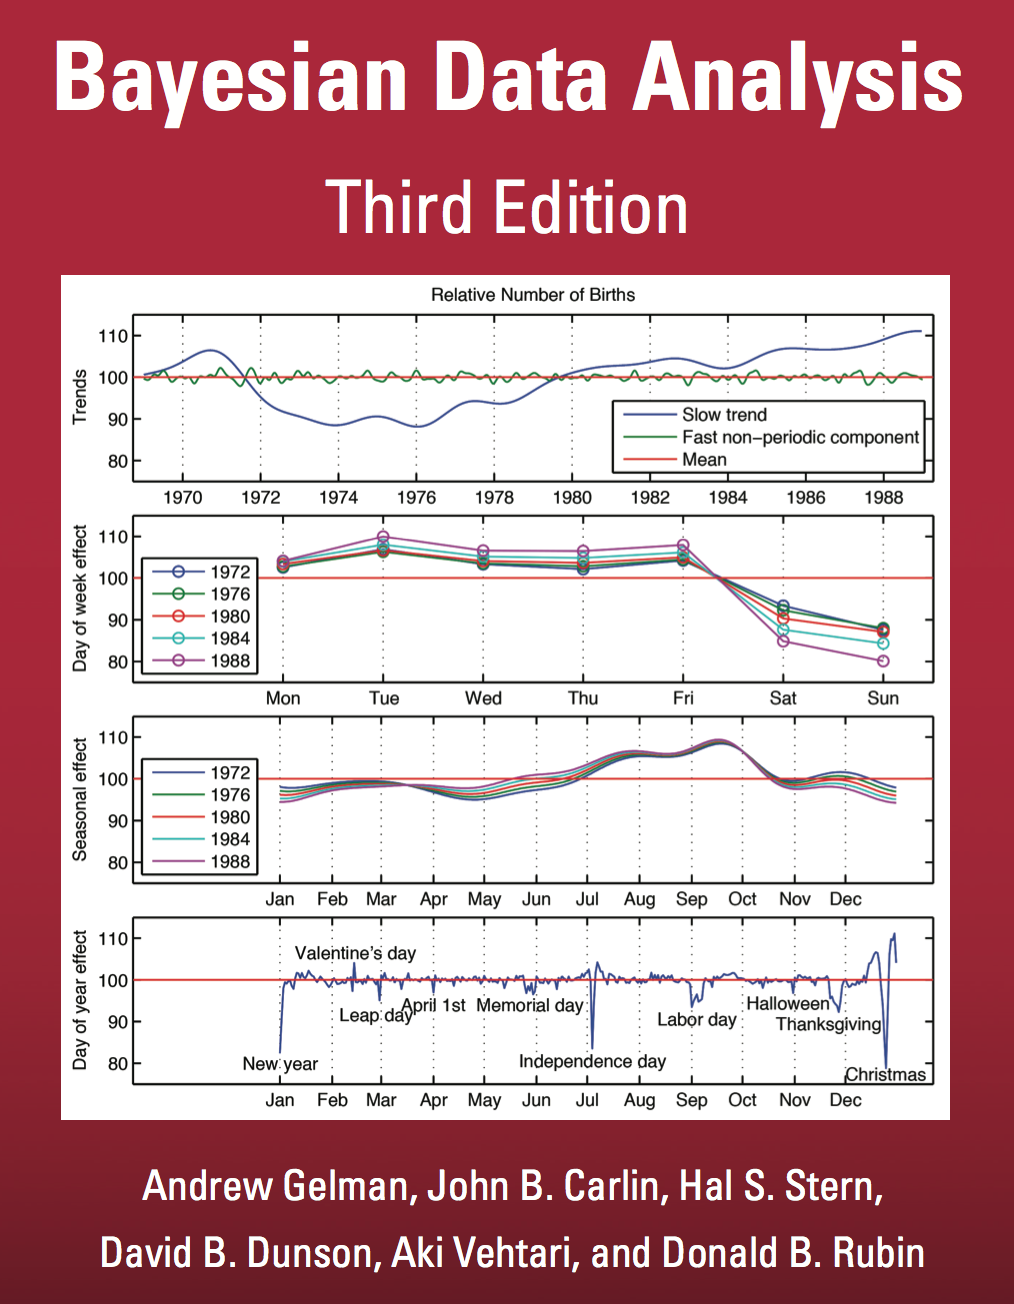 Bayesian Data Analysis
Third Edition
Relative Number of Births
Trends
110
100
90
80
Slow trend
Fast non−periodic component
Mean
1970 1972 1974 1976 1978 1980 1982 1984 1986 1988
Day of week effect
110
100
90
80
1972
1976
1980
1984
1988
Mon Tue Wed Thu Fri Sat Sun
Seasonal effect
110
100
90
80
1972
1976
1980
1984
1988
Jan Feb Mar Apr May Jun Jul Aug Sep Oct Nov Dec
Day of year effect
110
100
90
80
Valentine's day
April 1st Memorial day Halloween
Leap day Labor day Thanksgiving
New year Independence day
Christmas
Jan Feb Mar Apr May Jun Jul Aug Sep Oct Nov Dec
Andrew Gelman, John B. Carlin, Hal S. Stern,
David B. Dunson, Aki Vehtari, and Donald B. Rubin